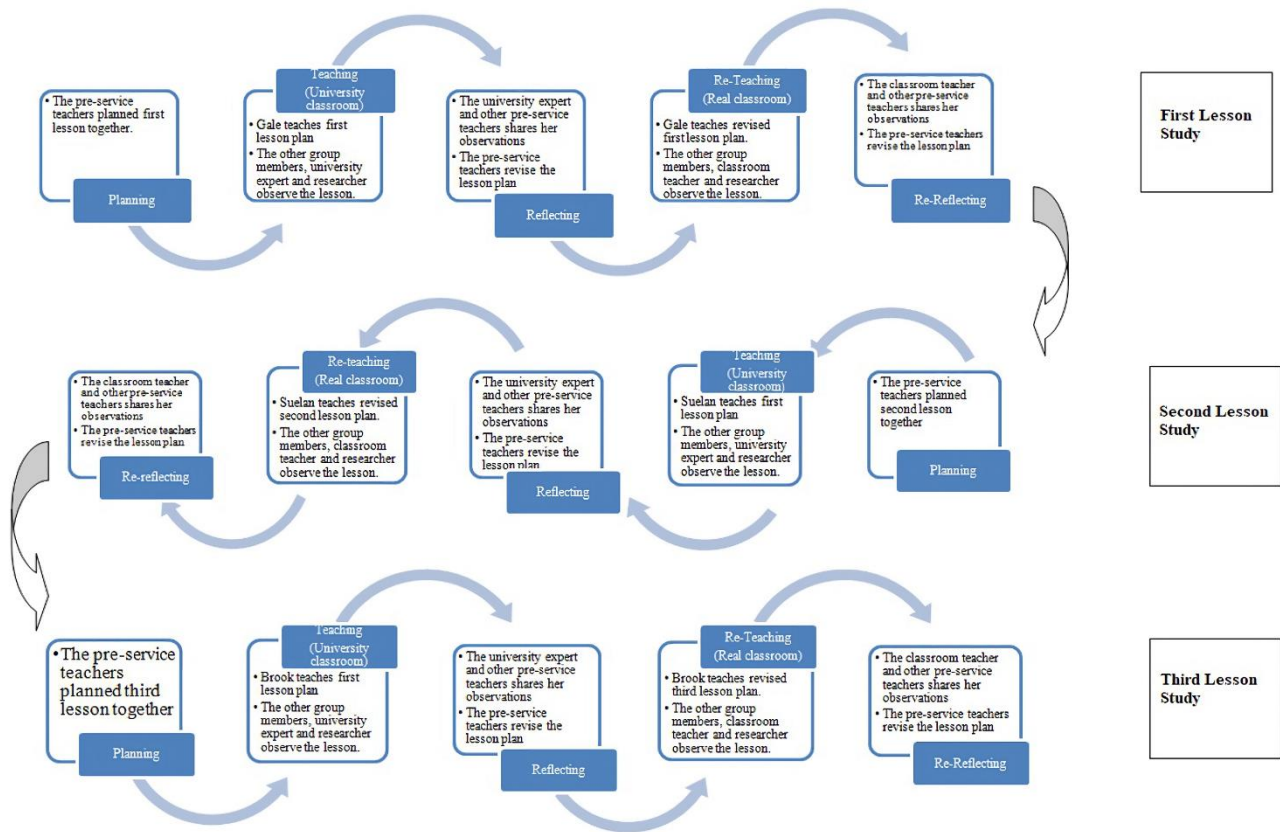 • The pre-service
teachers planned first
lesson together.
Planning
Teaching
(University
classroom)
• Gale teaches first
lesson plan
• The other group
members, university
expert and researcher
observe the lesson.
• The university expert
and other pre-service
teachers shares her
observations
• The pre-service
teachers revise the
lesson plan
Reflecting
Re-Teaching
(Real classroom)
• Gale teaches revised
first lesson plan.
• The other group
members, classroom
teacher and researcher
observe the lesson.
• The classroom teacher
and other pre-service
teachers shares her
observations
• The pre-service teachers
revise the lesson plan
Re-Reflecting
First Lesson
Study
• The classroom teacher
and other pre-service
teachers shares her
observations
• The pre-service teachers
revise the lesson plan
Re-reflecting
Re-teaching
(Real classroom)
• Suelan teaches revised
second lesson plan.
• The other group
members, classroom
teacher and researcher
observe the lesson.
• The university expert
and other pre-service
teachers shares her
observations
• The pre-service
teachers revise the
lesson plan
Reflecting
Teaching
(University
classroom)
• Suelan teaches first
lesson plan
• The other group
members, university
expert and researcher
observe the lesson.
• The pre-service
teachers planned
second lesson
together
Planning
Second Lesson
Study
• The pre-service
teachers
planned third
lesson together
Planning
Teaching
(University
classroom)
• Brook teaches first
lesson plan
• The other group
members, university
expert and researcher
observe the lesson.
• The university expert
and other pre-service
teachers shares her
observations
• The pre-service
teachers revise the
lesson plan
Reflecting
Re-Teaching
(Real classroom)
• Brook teaches revised
third lesson plan.
• The other group
members, classroom
teacher and researcher
observe the lesson.
• The classroom teacher
and other pre-service
teachers shares her
observations
• The pre-service teachers
revise the lesson plan
Re-Reflecting
Third Lesson
Study